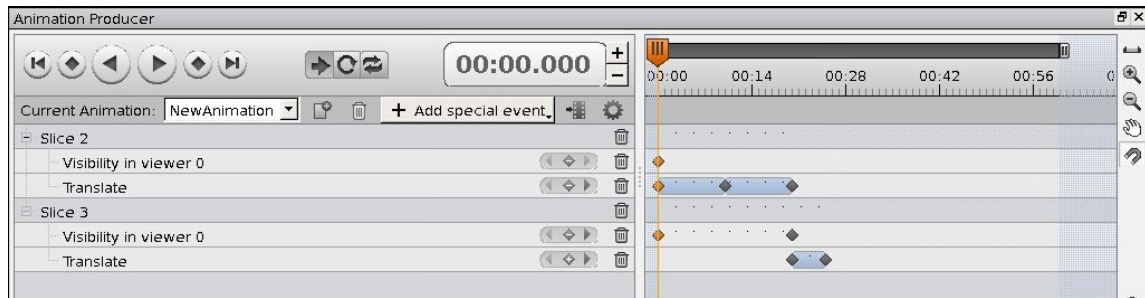 Animation Producer
00:00.000
+
−
00:00 00:14 00:28 00:42 00:56 0
Current Animation: NewAnimation + Add special event
Slice 2
Visibility in viewer 0
Translate
Slice 3
Visibility in viewer 0
Translate